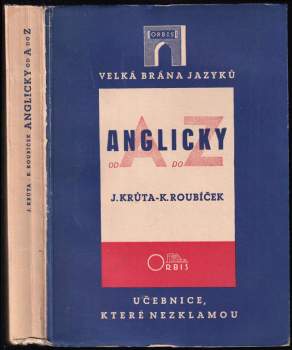 J. KRŮTA - K. ROUBÍČEK ANGLICKY OD A DO Z
ORBIS
VELKÁ BRÁNA JAZYKŮ
ANGLICKY
OD A DO Z
J. KRŮTA-K. ROUBÍČEK
ORBIS
UČEBNICE,
KTERÉ NEZKLAMOU